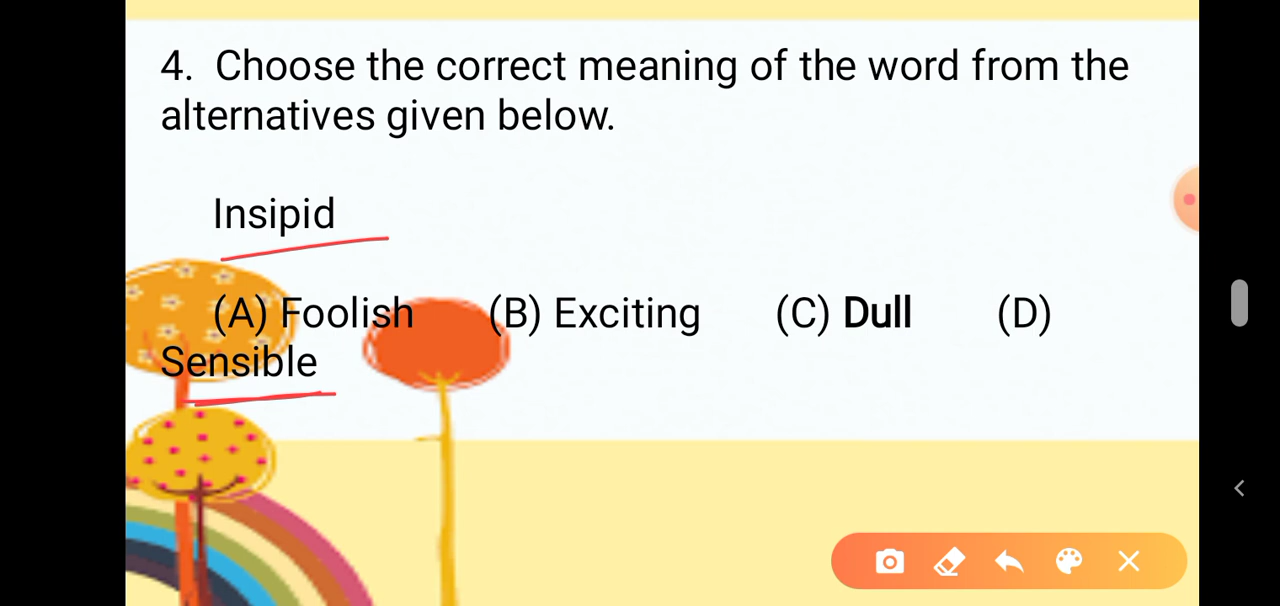 4. Choose the correct meaning of the word from the
alternatives given below.
Insipid
(A) Foolish (B) Exciting (C) Dull (D)
Sensible